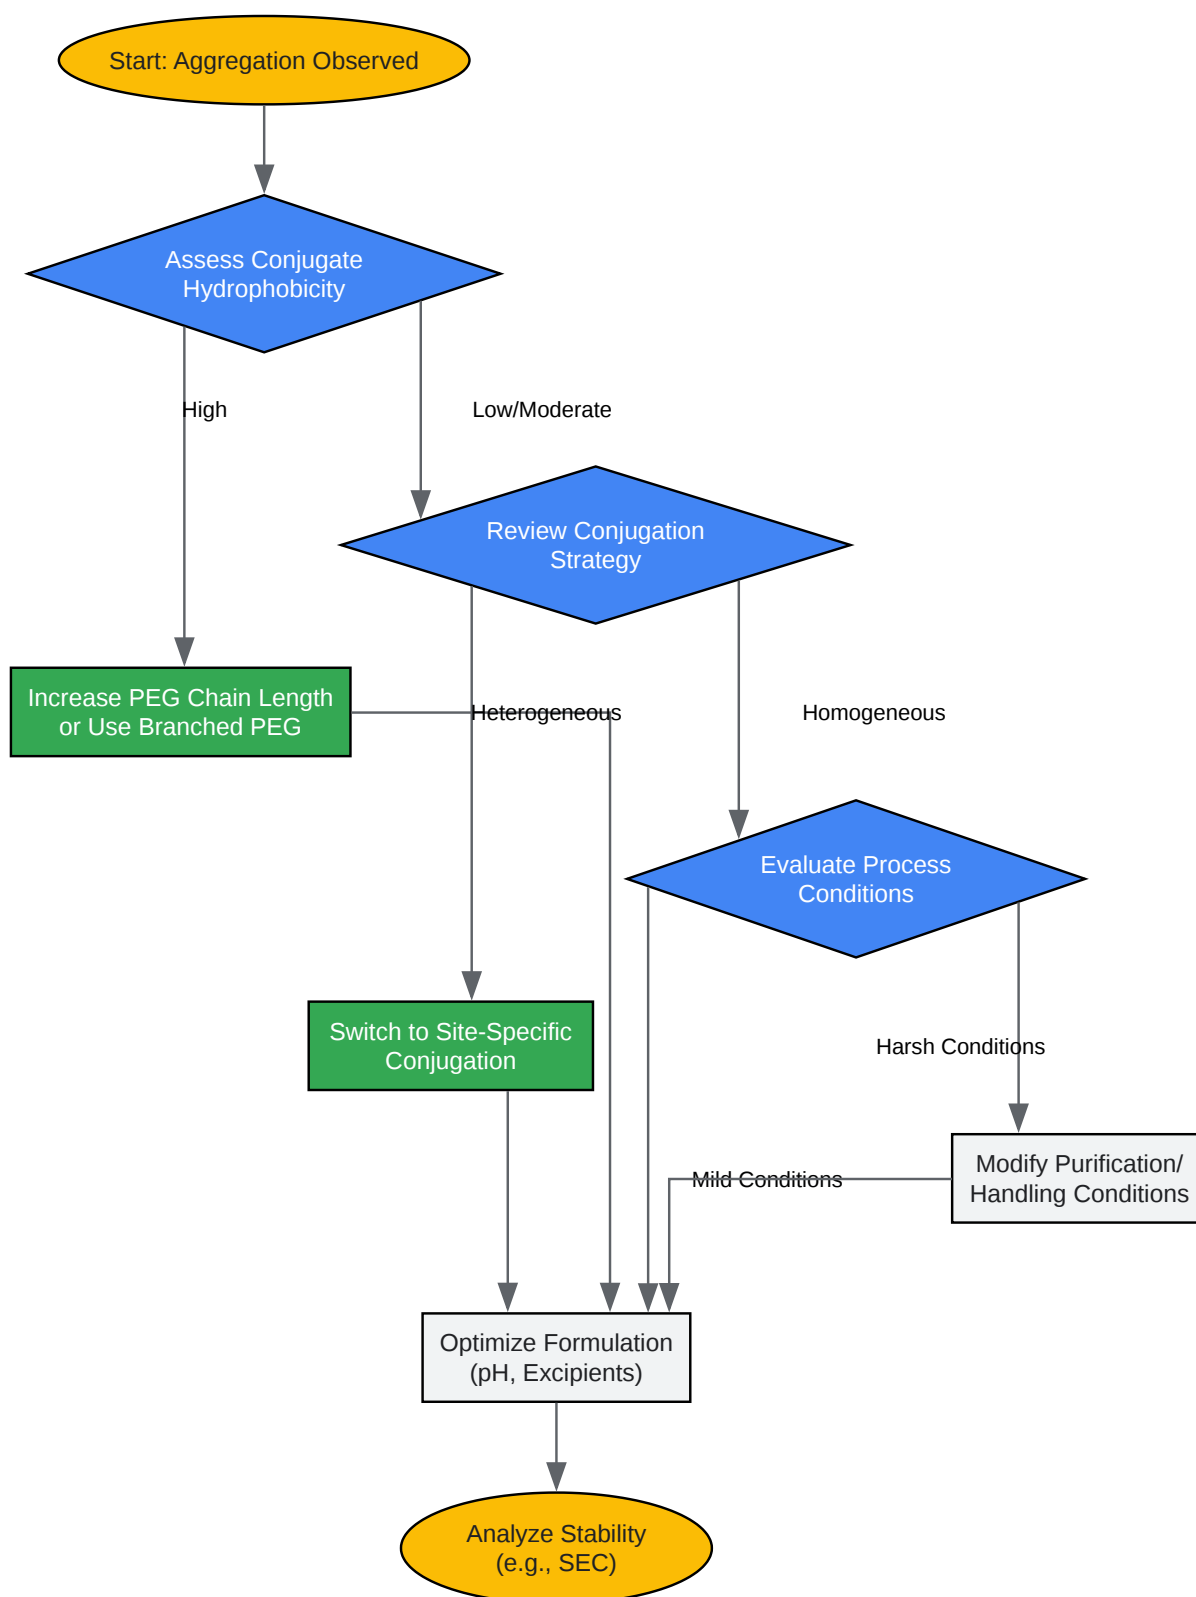 Start: Aggregation Observed
Assess Conjugate
Hydrophobicity
High
Low/Moderate
Review Conjugation
Strategy
Increase PEG Chain Length
or Use Branched PEG
Heterogeneous
Homogeneous
Evaluate Process
Conditions
Switch to Site-Specific
Conjugation
Harsh Conditions
Modify Purification/
Handling Conditions
Mild Conditions
Optimize Formulation
(pH, Excipients)
Analyze Stability
(e.g., SEC)